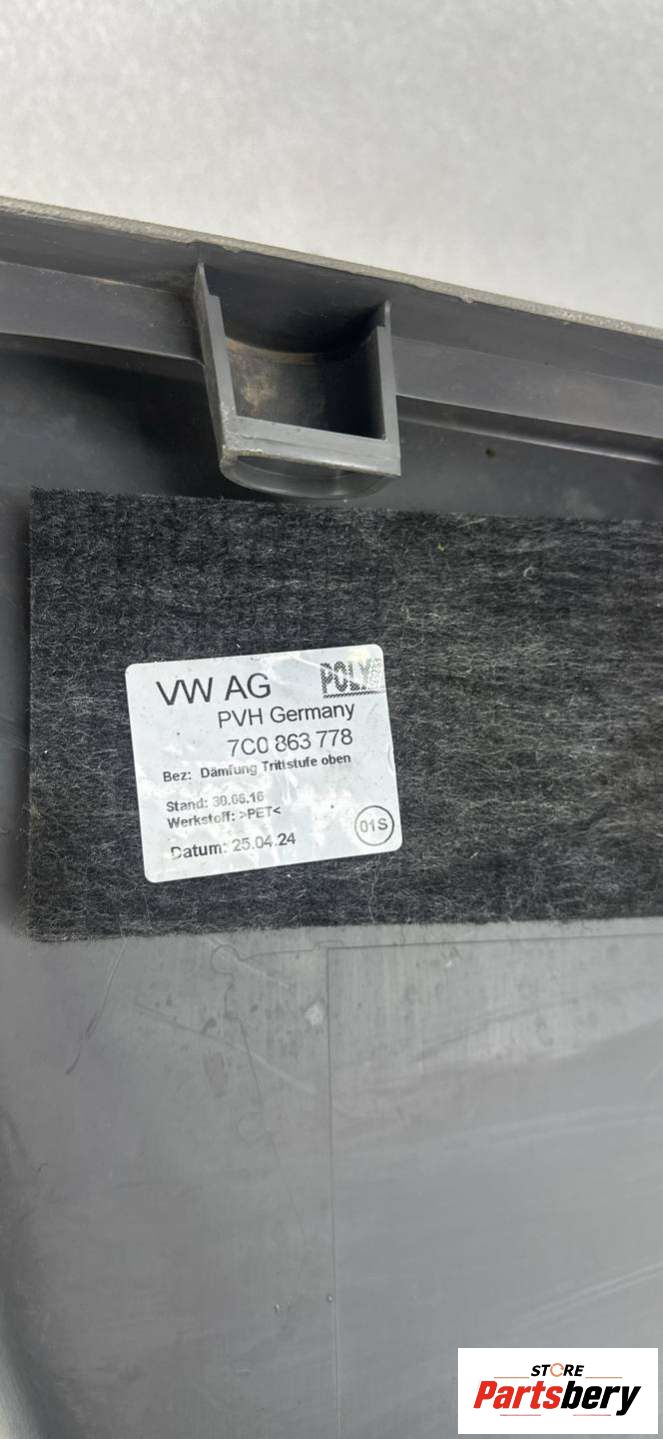 VW AG
POLY
PVH Germany
7C0 863 778
Bez: Dämfung Trittstufe oben
Stand: 30.06.16
Werkstoff: >PET<
01S
Datum: 25.04.24
STORE
Partsbery